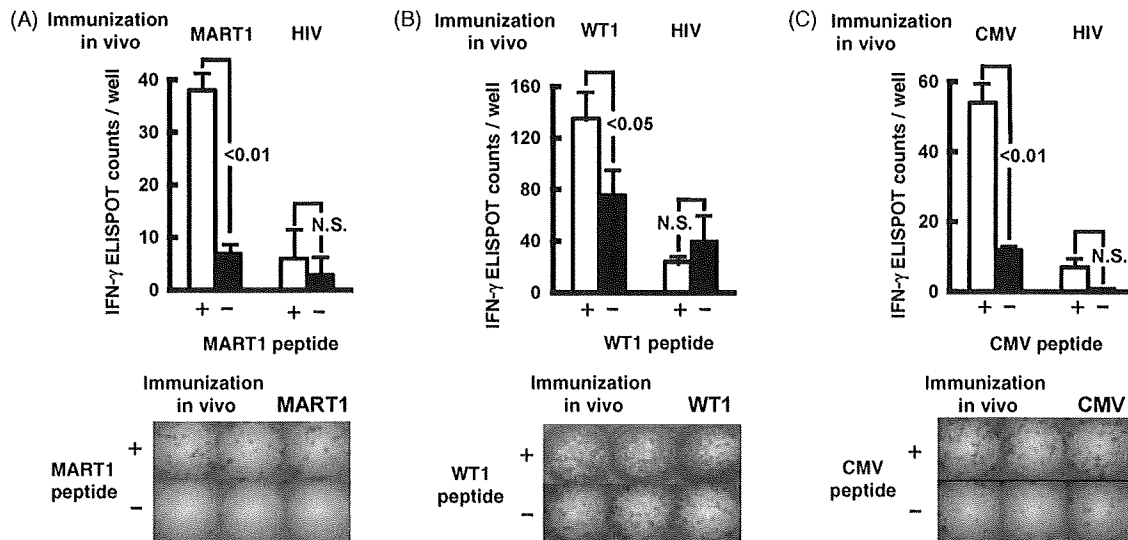 (A) Immunization in vivo MART1 HIV
IFN-γ ELISPOT counts / well
40
30
20
10
0
<0.01
N.S.
+ − + −
MART1 peptide
Immunization in vivo MART1
MART1 peptide
+
−
(B) Immunization in vivo WT1 HIV
IFN-γ ELISPOT counts / well
160
120
80
40
0
<0.05
N.S.
+ − + −
WT1 peptide
Immunization in vivo WT1
WT1 peptide
+
−
(C) Immunization in vivo CMV HIV
IFN-γ ELISPOT counts / well
60
40
20
0
<0.01
N.S.
+ − + −
CMV peptide
Immunization in vivo CMV
CMV peptide
+
−